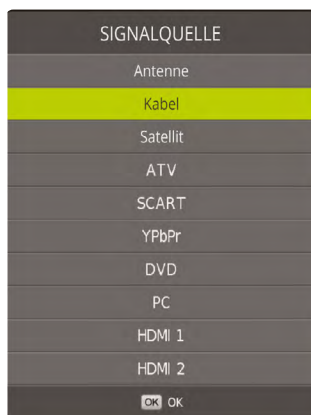 SIGNALQUELLE
Antenne
Kabel
Satellit
ATV
SCART
YPbPr
DVD
PC
HDMI 1
HDMI 2
OK OK